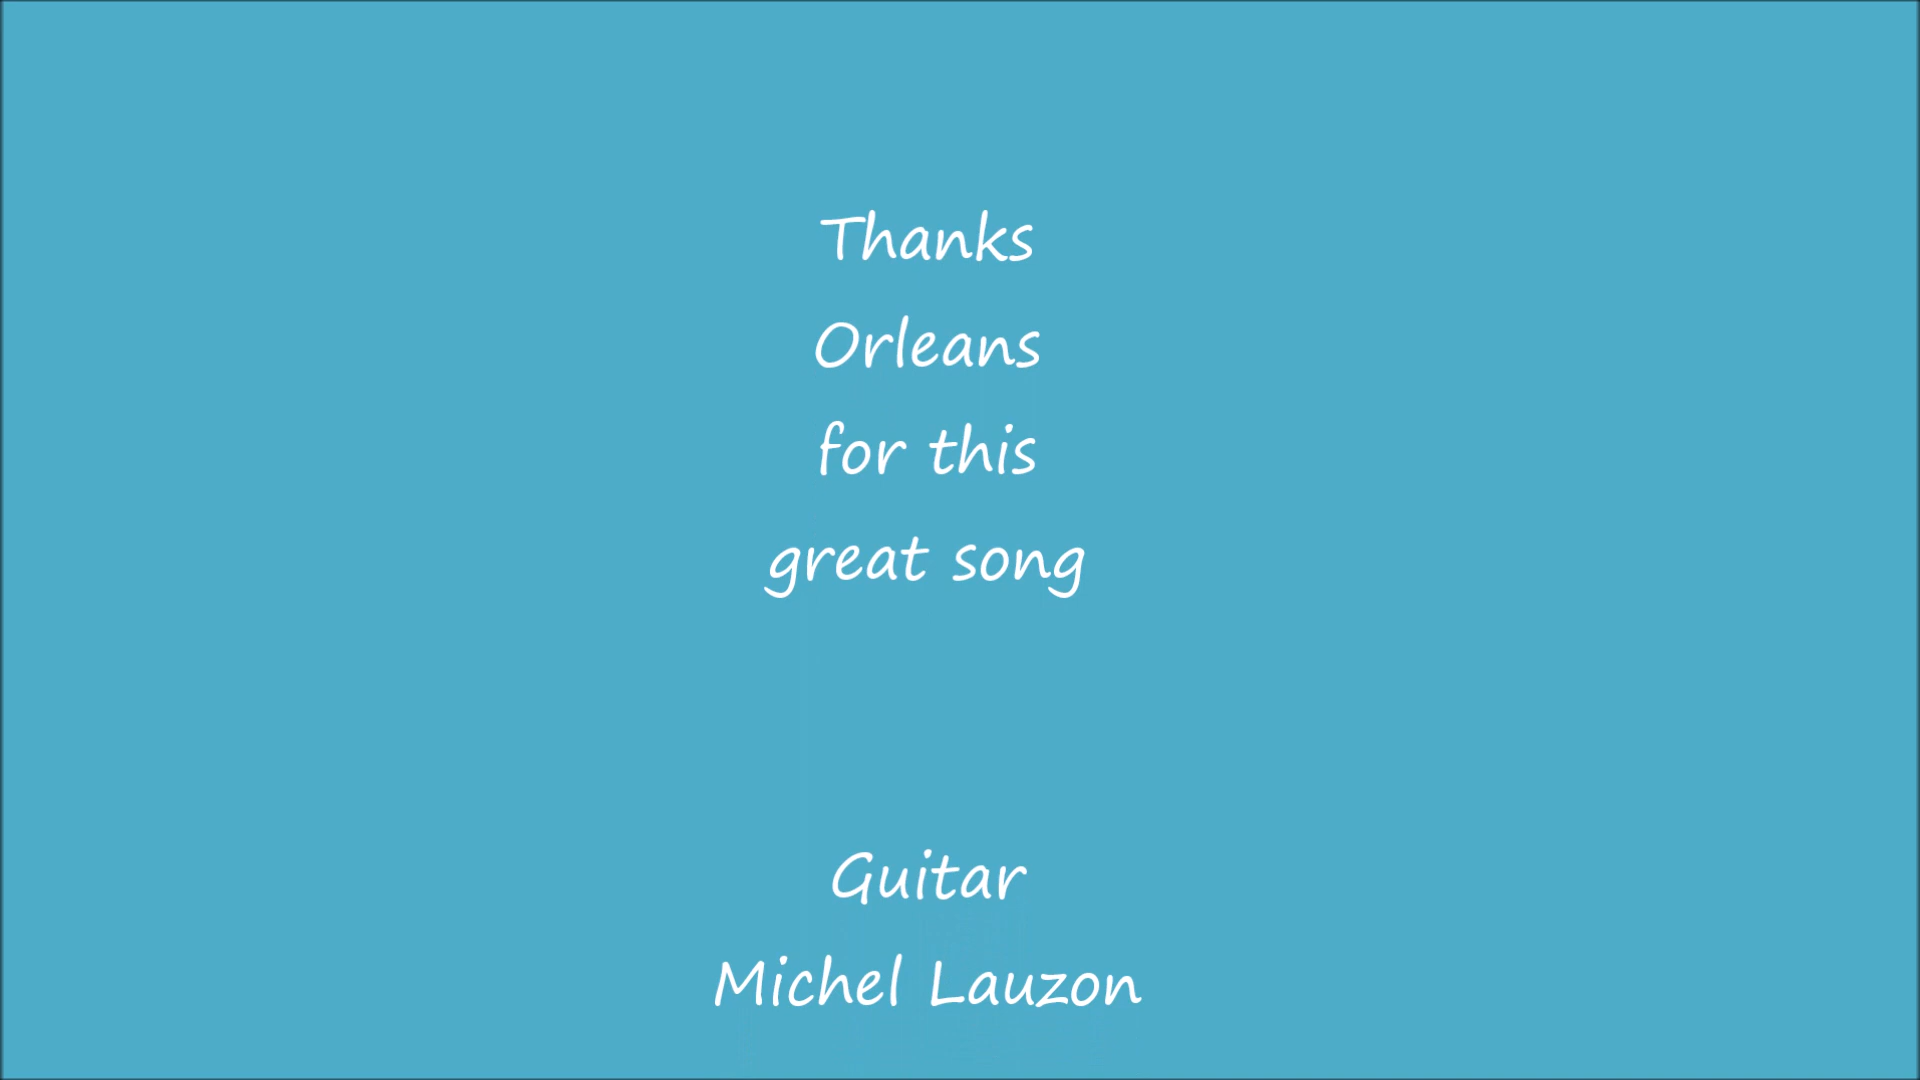 Thanks
Orleans
for this
great song
Guitar
Michel Lauzon